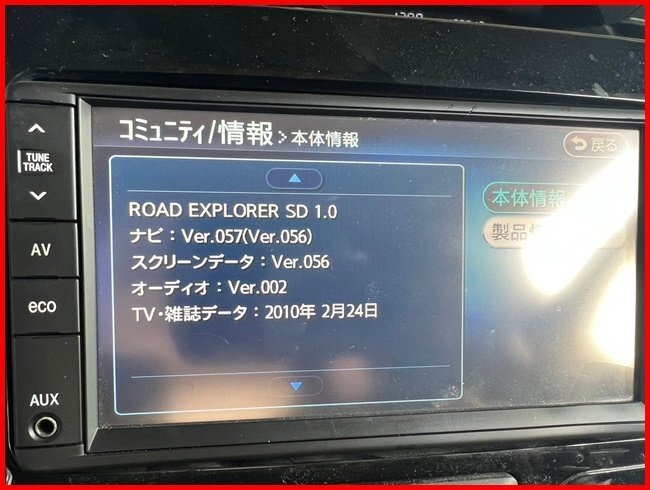 コミュニティ/情報 > 本体情報
戻る
TUNE
TRACK
ROAD EXPLORER SD 1.0
本体情報
ナビ：Ver.057(Ver.056)
AV
スクリーンデータ：Ver.056
オーディオ：Ver.002
eco
TV・雑誌データ：2010年 2月24日
AUX